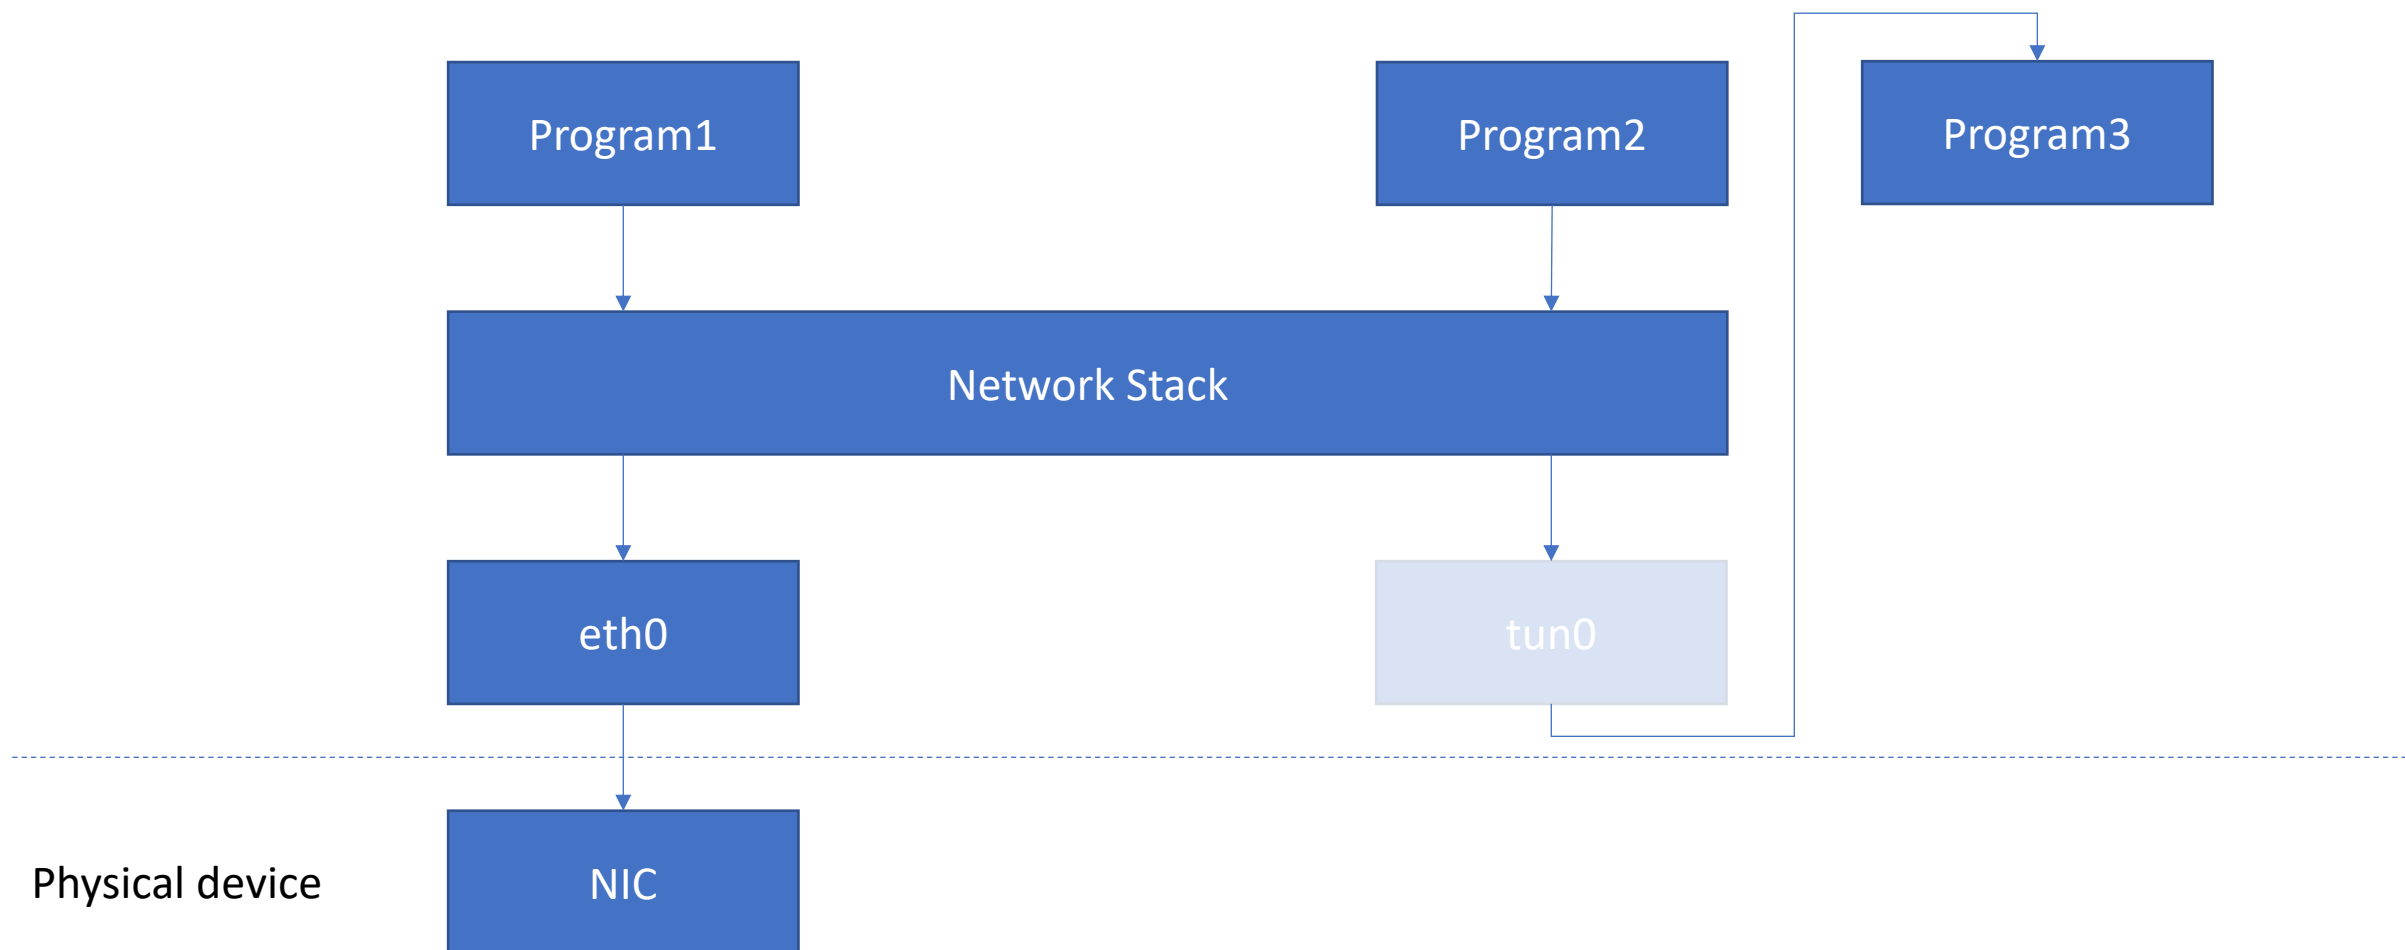 Program1
Program2
Program3
Network Stack
eth0
tun0
Physical device
NIC